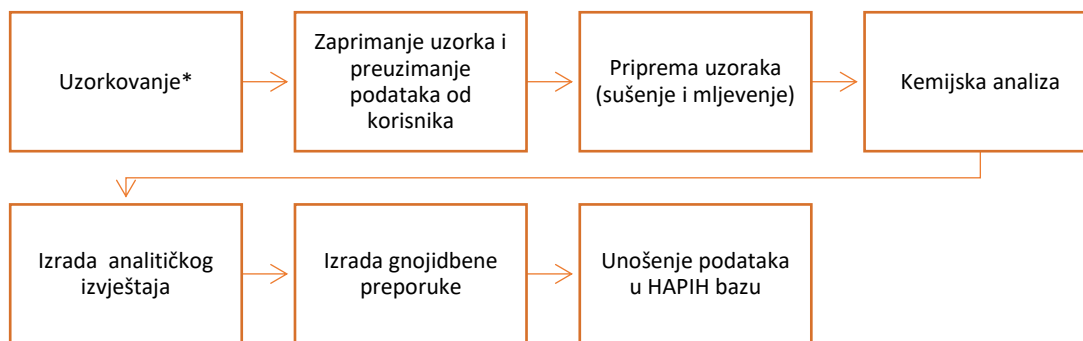 Uzorkovanje*
Zaprimanje uzorka i
preuzimanje
podataka od
korisnika
Priprema uzoraka
(sušenje i mljevenje)
Kemijska analiza
Izrada analitičkog
izvještaja
Izrada gnojidbene
preporuke
Unošenje podataka
u HAPIH bazu